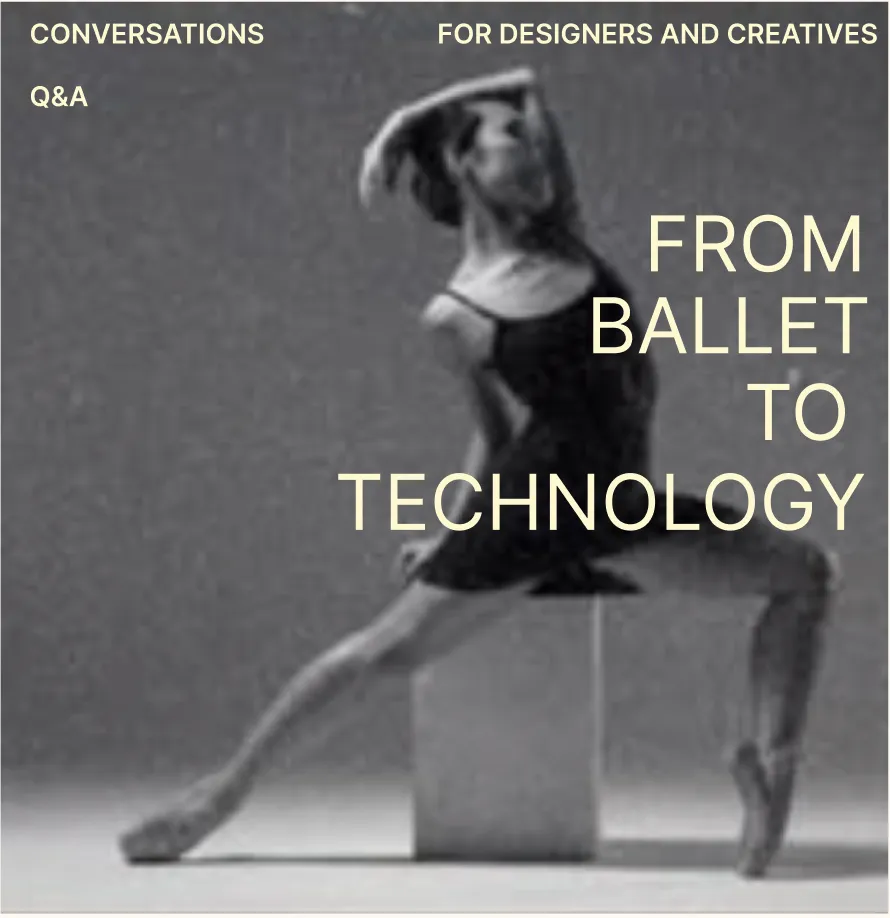 CONVERSATIONS
FOR DESIGNERS AND CREATIVES
Q&A
FROM
BALLET
TO
TECHNOLOGY